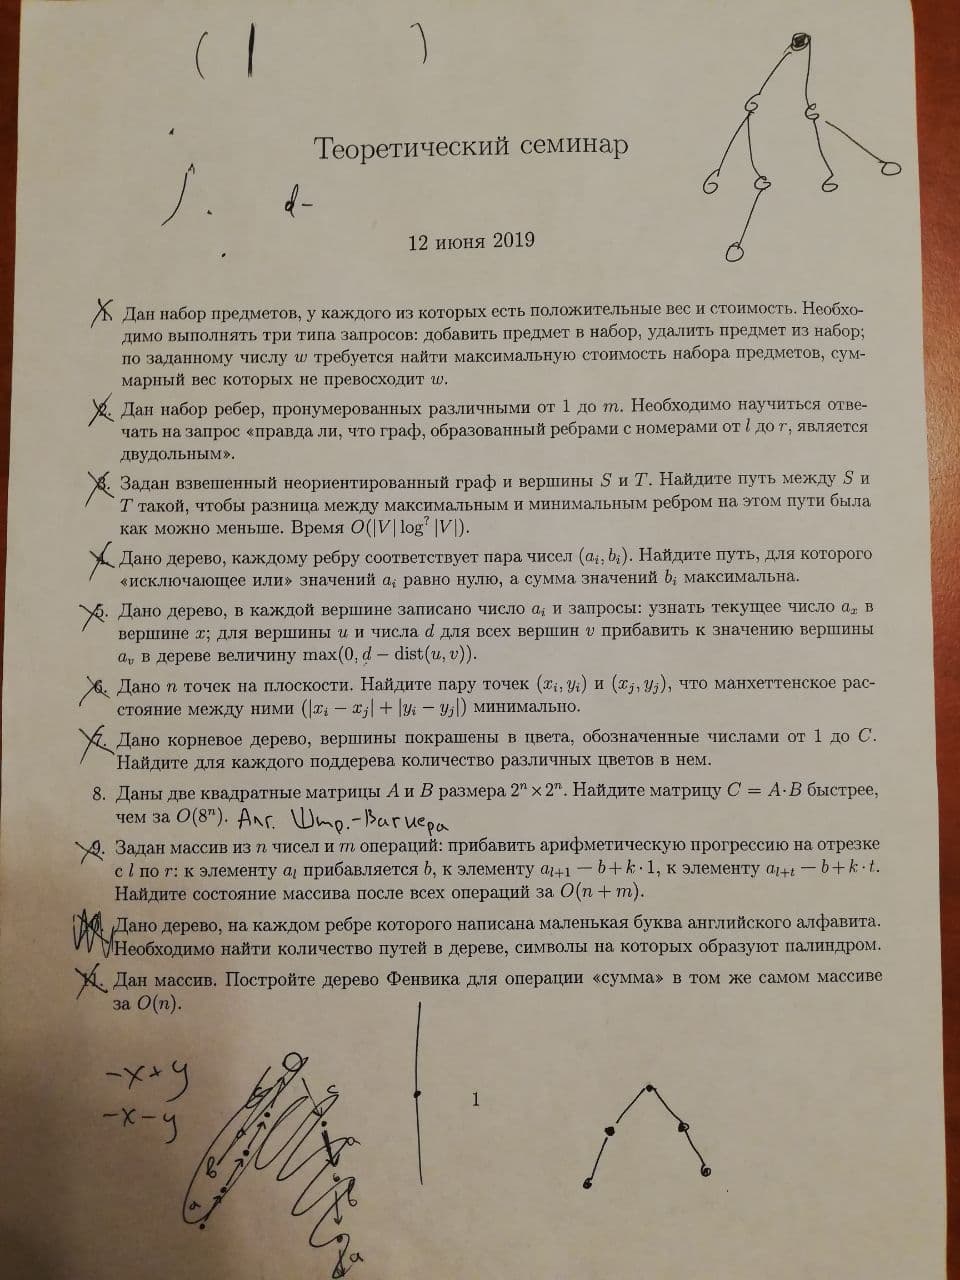 ( | )
Теоретический семинар
d-
12 июня 2019
1. Дан набор предметов, у каждого из которых есть положительные вес и стоимость. Необхо-
димо выполнять три типа запросов: добавить предмет в набор, удалить предмет из набор;
по заданному числу w требуется найти максимальную стоимость набора предметов, сум-
марный вес которых не превосходит w.
2. Дан набор ребер, пронумерованных различными от 1 до m. Необходимо научиться отве-
чать на запрос «правда ли, что граф, образованный ребрами с номерами от l до r, является
двудольным».
3. Задан взвешенный неориентированный граф и вершины S и T. Найдите путь между S и
T такой, чтобы разница между максимальным и минимальным ребром на этом пути была
как можно меньше. Время O(|V| log^? |V|).
4. Дано дерево, каждому ребру соответствует пара чисел (a_i, b_i). Найдите путь, для которого
«исключающее или» значений a_i равно нулю, а сумма значений b_i максимальна.
5. Дано дерево, в каждой вершине записано число a_i и запросы: узнать текущее число a_x в
вершине x; для вершины u и числа d для всех вершин v прибавить к значению вершины
a_v в дереве величину max(0, d − dist(u, v)).
6. Дано n точек на плоскости. Найдите пару точек (x_i, y_i) и (x_j, y_j), что манхеттенское рас-
стояние между ними (|x_i − x_j| + |y_i − y_j|) минимально.
7. Дано корневое дерево, вершины покрашены в цвета, обозначенные числами от 1 до C.
Найдите для каждого поддерева количество различных цветов в нем.
8. Даны две квадратные матрицы A и B размера 2^n × 2^n. Найдите матрицу C = A·B быстрее,
чем за O(8^n). Алг. Штр.-Вагнера
9. Задан массив из n чисел и m операций: прибавить арифметическую прогрессию на отрезке
с l по r: к элементу a_l прибавляется b, к элементу a_{l+1} — b + k · 1, к элементу a_{l+t} — b + k · t.
Найдите состояние массива после всех операций за O(n + m).
10. Дано дерево, на каждом ребре которого написана маленькая буква английского алфавита.
Необходимо найти количество путей в дереве, символы на которых образуют палиндром.
11. Дан массив. Постройте дерево Фенвика для операции «сумма» в том же самом массиве
за O(n).
-x+y
-x-y
1